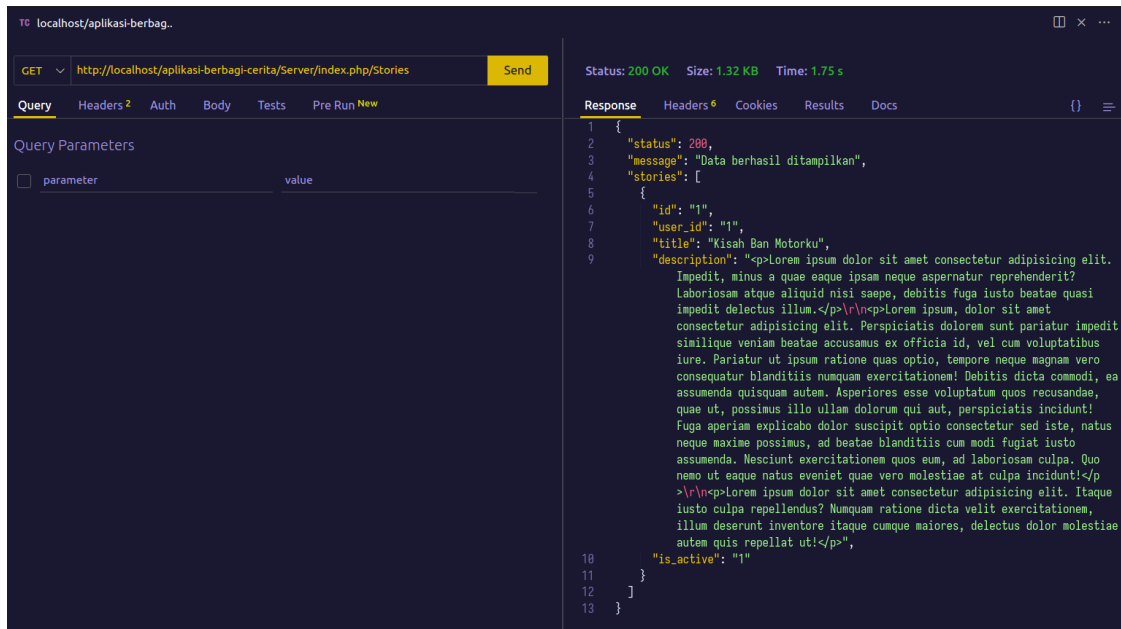 TC localhost/aplikasi-berbag..
GET http://localhost/aplikasi-berbagi-cerita/Server/index.php/Stories Send
Query Headers 2 Auth Body Tests Pre Run New
Query Parameters
parameter value
Status: 200 OK Size: 1.32 KB Time: 1.75 s
Response Headers 6 Cookies Results Docs {}
1 {
2 "status": 200,
3 "message": "Data berhasil ditampilkan",
4 "stories": [
5 {
6 "id": "1",
7 "user_id": "1",
8 "title": "Kisah Ban Motorku",
9 "description": "<p>Lorem ipsum dolor sit amet consectetur adipisicing elit.
Impedit, minus a quae eaque ipsam neque aspernatur reprehenderit?
Laboriosam atque aliquid nisi saepe, debitis fuga iusto beatae quasi
impedit delectus illum.</p>\r\n<p>Lorem ipsum, dolor sit amet
consectetur adipisicing elit. Perspiciatis dolorem sunt pariatur impedit
similique veniam beatae accusamus ex officia id, vel cum voluptatibus
iure. Pariatur ut ipsum ratione quas optio, tempore neque magnam vero
consequatur blanditiis numquam exercitationem! Debitis dicta commodi, ea
assumenda quisquam autem. Asperiores esse voluptatum quos recusandae,
quae ut, possimus illo ullam dolorum qui aut, perspiciatis incidunt!
Fuga aperiam explicabo dolor suscipit optio consectetur sed iste, natus
neque maxime possimus, ad beatae blanditiis cum modi fugiat iusto
assumenda. Nesciunt exercitationem quos eum, ad laboriosam culpa. Quo
nemo ut eaque natus eveniet quae vero molestiae at culpa incidunt!</p
>\r\n<p>Lorem ipsum dolor sit amet consectetur adipisicing elit. Itaque
iusto culpa repellendus? Numquam ratione dicta velit exercitationem,
illum deserunt inventore itaque cumque maiores, delectus dolor molestiae
autem quis repellat ut!</p>",
10 "is_active": "1"
11 }
12 ]
13 }